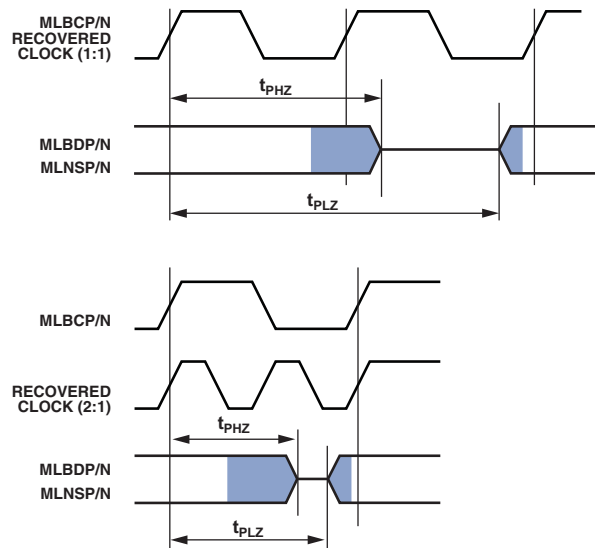 MLBCP/N
RECOVERED
CLOCK (1:1)
tPHZ
MLBDP/N
MLNSP/N
tPLZ
MLBCP/N
RECOVERED
CLOCK (2:1)
tPHZ
MLBDP/N
MLNSP/N
tPLZ